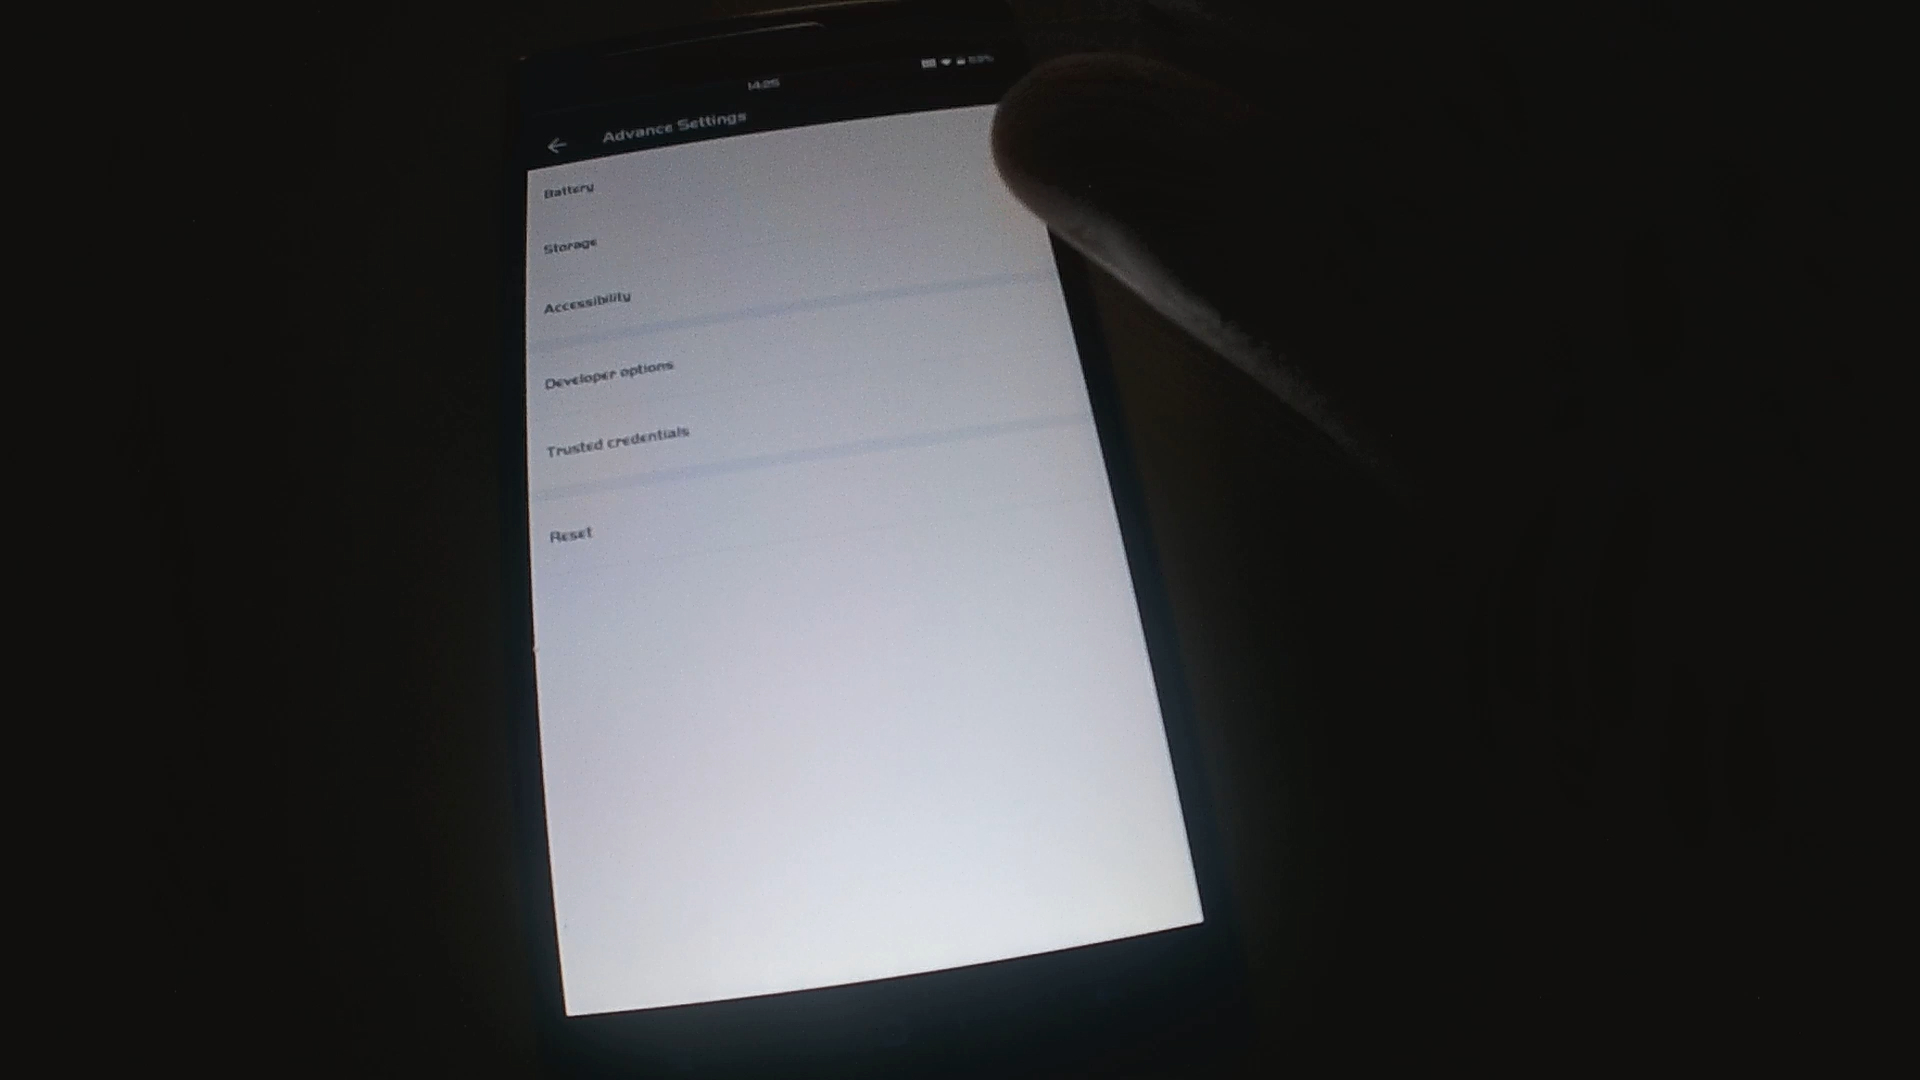 14:25
Advance Settings
Battery
Storage
Accessibility
Developer options
Trusted credentials
Reset